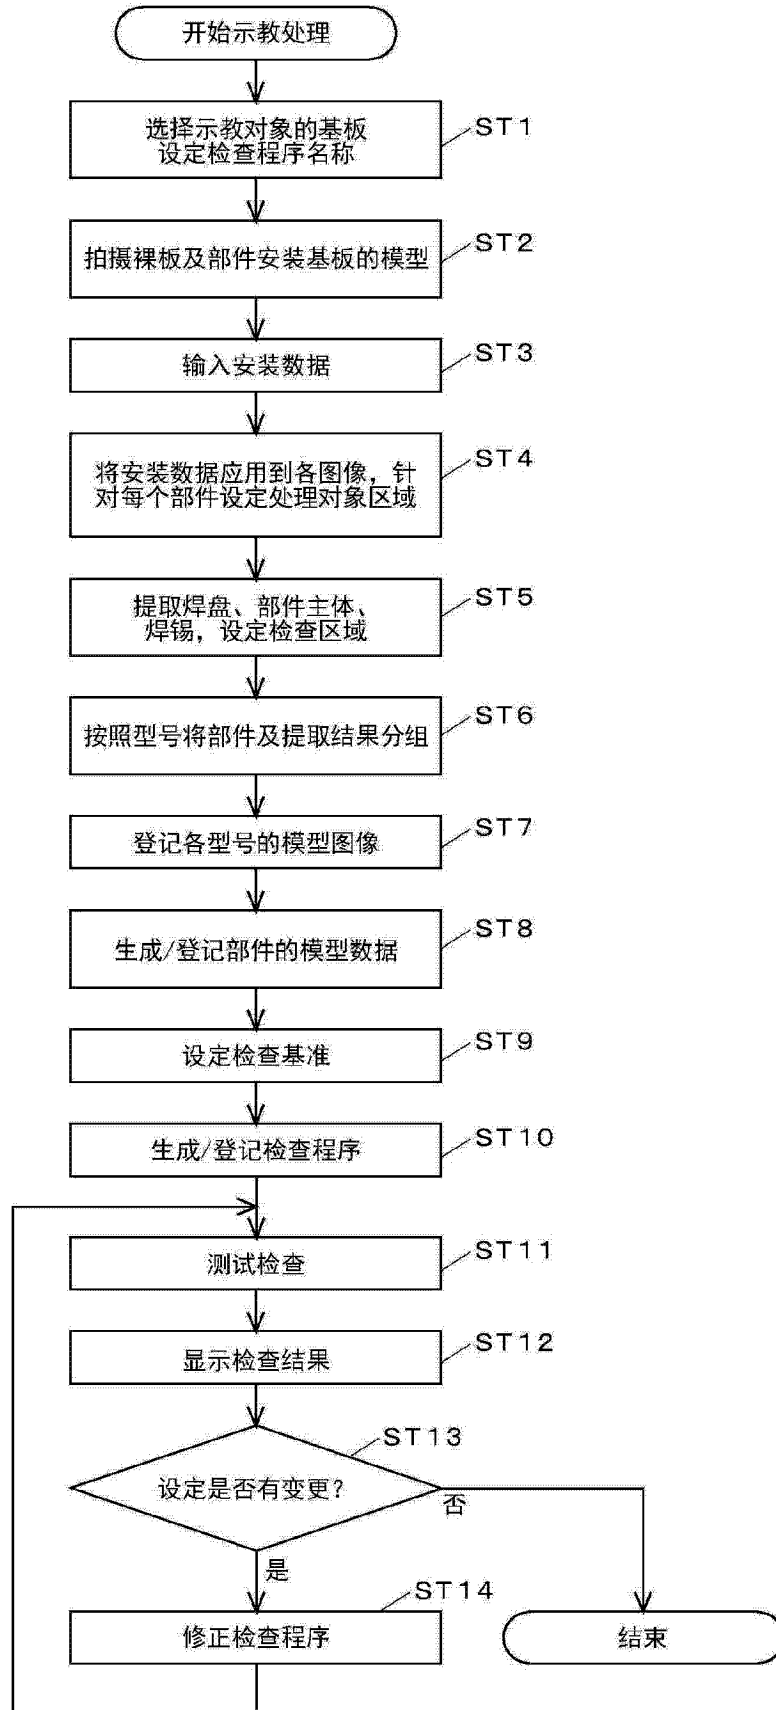 开始示教处理
选择示教对象的基板
设定检查程序名称
ST1
拍摄裸板及部件安装基板的模型
ST2
输入安装数据
ST3
将安装数据应用到各图像，针
对每个部件设定处理对象区域
ST4
提取焊盘、部件主体、
焊锡，设定检查区域
ST5
按照型号将部件及提取结果分组
ST6
登记各型号的模型图像
ST7
生成/登记部件的模型数据
ST8
设定检查基准
ST9
生成/登记检查程序
ST10
测试检查
ST11
显示检查结果
ST12
ST13
设定是否有变更？
否
是
ST14
修正检查程序
结束